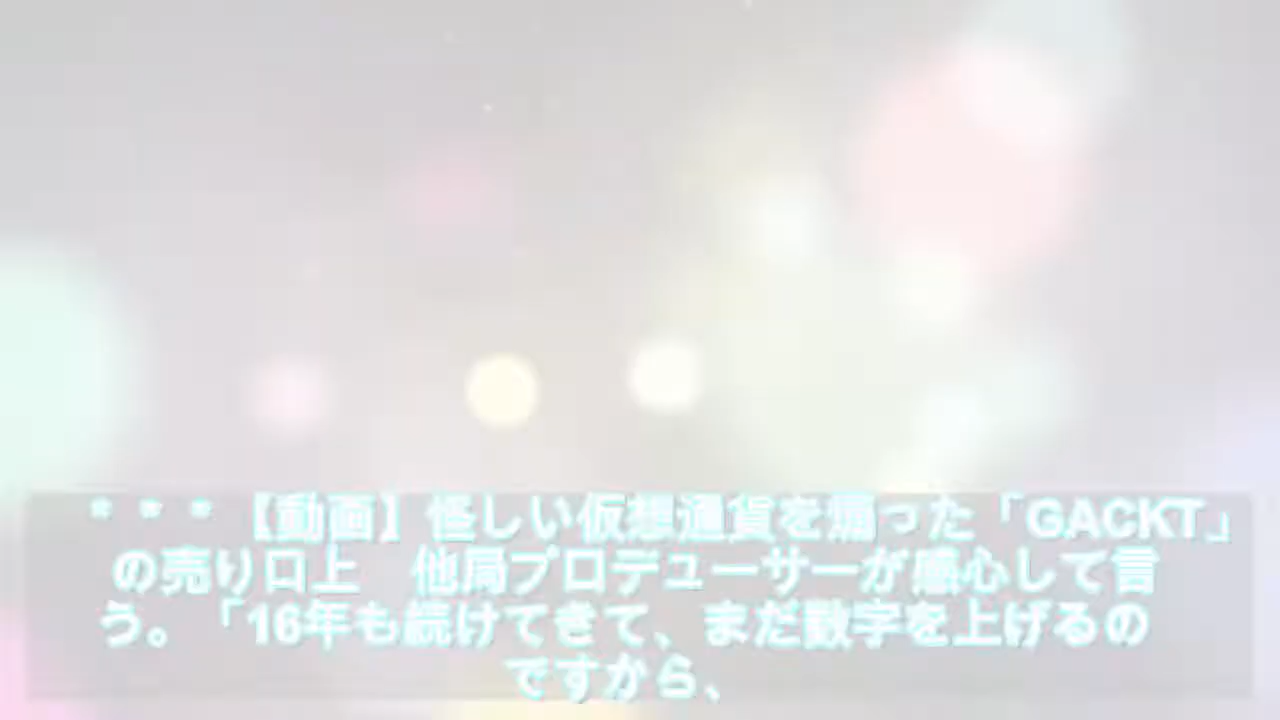 * * * 【動画】怪しい仮想通貨を煽った「GACKT」
の売り口上　他局プロデューサーが感心して言
う。「16年も続けてきて、まだ数字を上げるの
ですから、